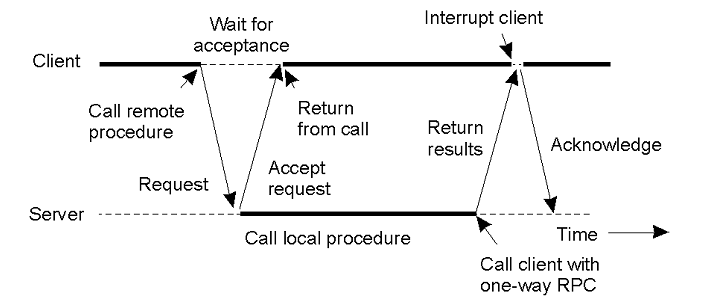 Interrupt client
Wait for
acceptance
Client
Call remote
procedure
Return
from call
Return
results
Acknowledge
Request
Accept
request
Server
Call local procedure
Time
Call client with
one-way RPC